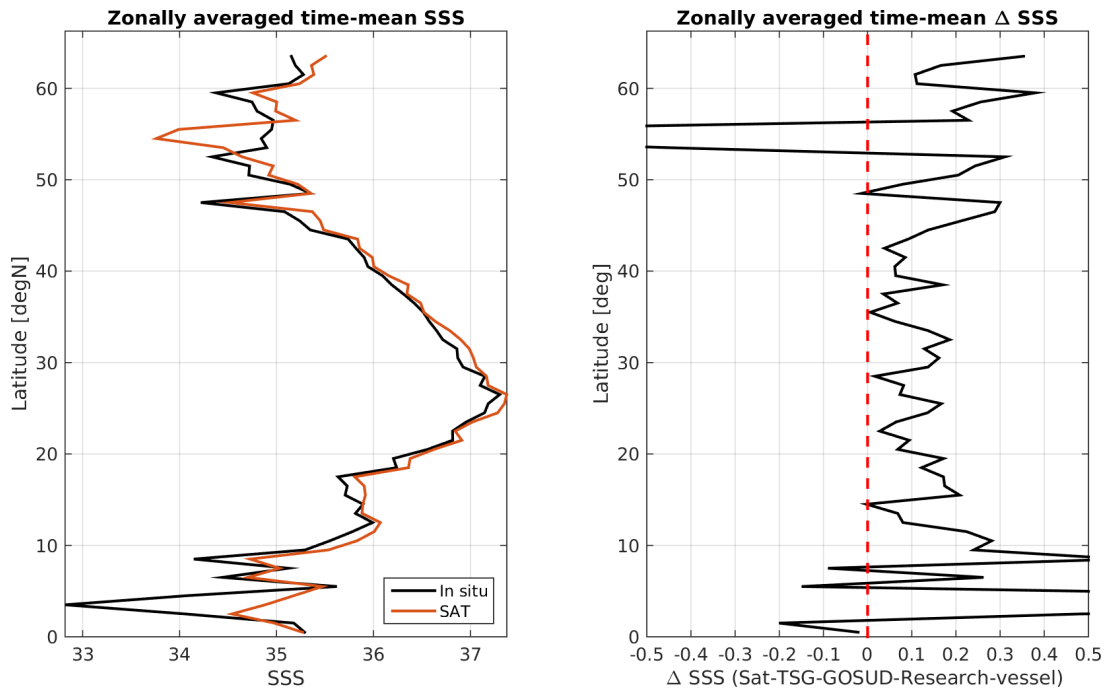 Zonally averaged time-mean SSS
60
50
40
30
20
10
0
Latitude [degN]
33 34 35 36 37
SSS
In situ
SAT
Zonally averaged time-mean Δ SSS
60
50
40
30
20
10
0
Latitude [deg]
-0.5 -0.4 -0.3 -0.2 -0.1 0 0.1 0.2 0.3 0.4 0.5
Δ SSS (Sat-TSG-GOSUD-Research-vessel)